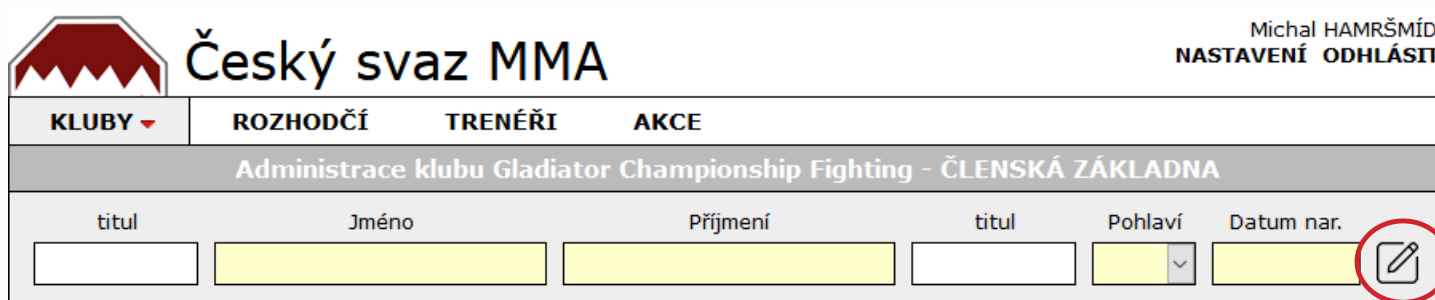 Český svaz MMA
Michal HAMRŠMÍD
NASTAVENÍ ODHLÁSIT
KLUBY ROZHODČÍ TRENÉŘI AKCE
Administrace klubu Gladiator Championship Fighting - ČLENSKÁ ZÁKLADNA
titul Jméno Příjmení titul Pohlaví Datum nar.